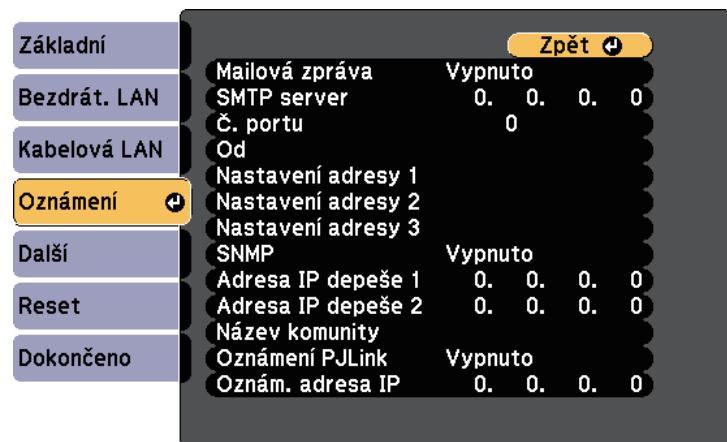 Základní
Bezdrát. LAN
Kabelová LAN
Oznámení
Další
Reset
Dokončeno
Zpět
Mailová zpráva Vypnuto
SMTP server 0. 0. 0. 0
Č. portu 0
Od
Nastavení adresy 1
Nastavení adresy 2
Nastavení adresy 3
SNMP Vypnuto
Adresa IP depeše 1 0. 0. 0. 0
Adresa IP depeše 2 0. 0. 0. 0
Název komunity
Oznámení PJLink Vypnuto
Oznám. adresa IP 0. 0. 0. 0